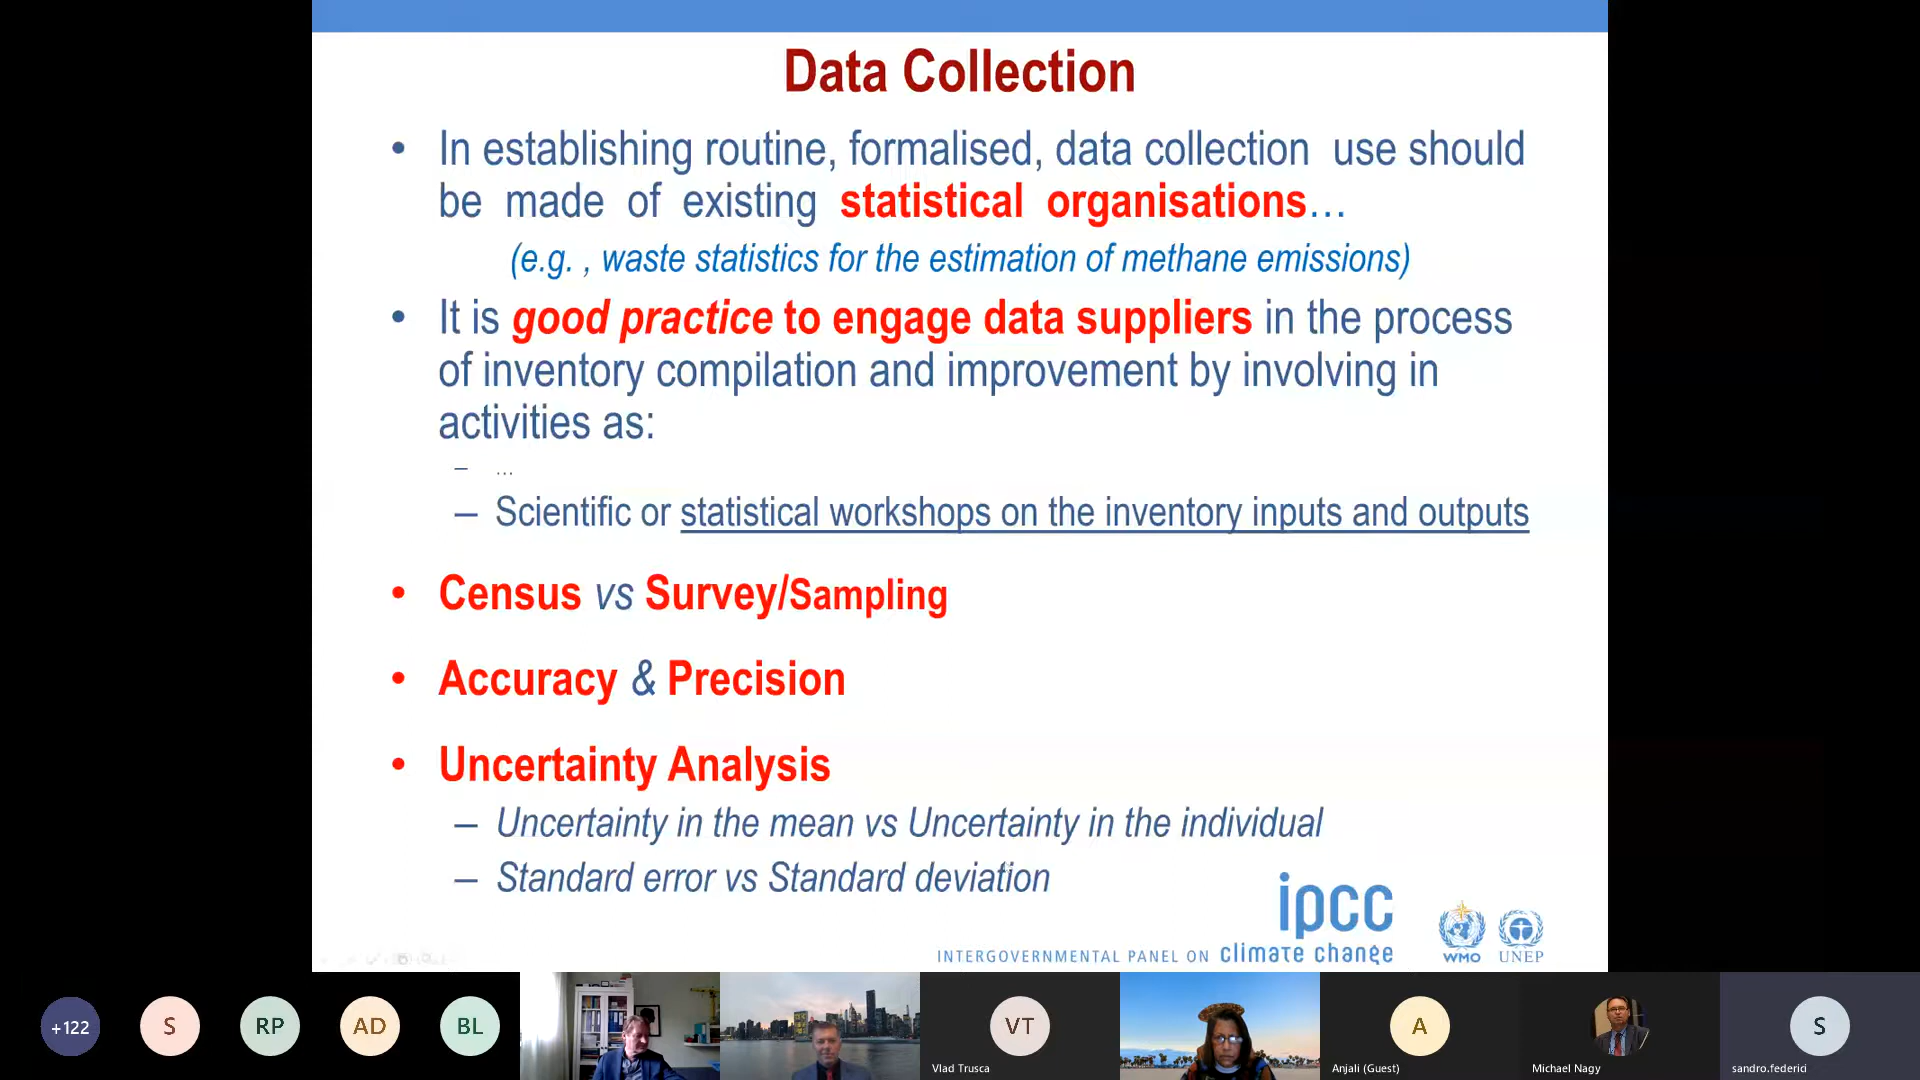 Data Collection
• In establishing routine, formalised, data collection use should
be made of existing statistical organisations…
(e.g. , waste statistics for the estimation of methane emissions)
• It is good practice to engage data suppliers in the process
of inventory compilation and improvement by involving in
activities as:
– …
– Scientific or statistical workshops on the inventory inputs and outputs
• Census vs Survey/Sampling
• Accuracy & Precision
• Uncertainty Analysis
– Uncertainty in the mean vs Uncertainty in the individual
– Standard error vs Standard deviation
ipcc
INTERGOVERNMENTAL PANEL ON climate change
WMO UNEP
+122 S RP AD BL VT A S
Vlad Trusca Anjali (Guest) Michael Nagy sandro.federici